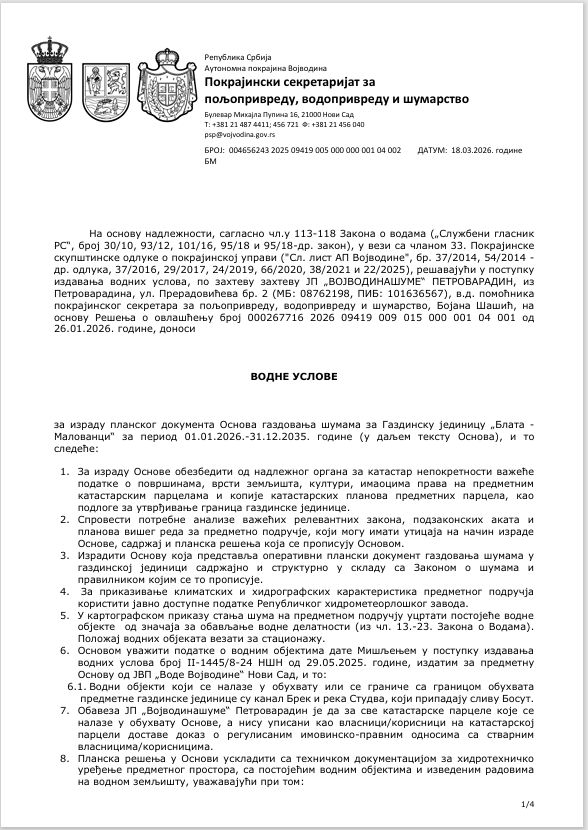 Република Србија
Аутономна покрајина Војводина
Покрајински секретаријат за
пољопривреду, водопривреду и шумарство
Булевар Михајла Пупина 16, 21000 Нови Сад
Т: +381 21 487 4411; 456 721 Ф: +381 21 456 040
psp@vojvodina.gov.rs
БРОЈ: 004656243 2025 09419 005 000 000 001 04 002 ДАТУМ: 18.03.2026. године
БМ
На основу надлежности, сагласно чл.у 113-118 Закона о водама („Службени гласник
РС“, број 30/10, 93/12, 101/16, 95/18 и 95/18-др. закон), у вези са чланом 33. Покрајинске
скупштинске одлуке о покрајинској управи ("Сл. лист АП Војводине", бр. 37/2014, 54/2014 -
др. одлука, 37/2016, 29/2017, 24/2019, 66/2020, 38/2021 и 22/2025), решавајући у поступку
издавања водних услова, по захтеву захтеву ЈП „ВОЈВОДИНАШУМЕ“ ПЕТРОВАРАДИН, из
Петроварадина, ул. Прерадовићева бр. 2 (МБ: 08762198, ПИБ: 101636567), в.д. помоћника
покрајинског секретара за пољопривреду, водопривреду и шумарство, Бојана Шашић, на
основу Решења о овлашћењу број 000267716 2026 09419 009 015 000 001 04 001 од
26.01.2026. године, доноси
ВОДНЕ УСЛОВЕ
за израду планског документа Основа газдовања шумама за Газдинску јединицу „Блата -
Малованци“ за период 01.01.2026.-31.12.2035. године (у даљем тексту Основа), и то
следеће:
1. За израду Основе обезбедити од надлежног органа за катастар непокретности важеће
податке о површинама, врсти земљишта, култури, имаоцима права на предметним
катастарским парцелама и копије катастарских планова предметних парцела, као
подлоге за утврђивање граница газдинске јединице.
2. Спровести потребне анализе важећих релевантних закона, подзаконских аката и
планова вишег реда за предметно подручје, који могу имати утицаја на начин израде
Основе, садржај и планска решења која се прописују Основом.
3. Израдити Основу која представља оперативни плански документ газдовања шумама у
газдинској јединици садржајно и структурно у складу са Законом о шумама и
правилником којим се то прописује.
4. За приказивање климатских и хидрографских карактеристика предметног подручја
користити јавно доступне податке Републичког хидрометеорлошког завода.
5. У картографском приказу стања шума на предметном подручју уцртати постојеће водне
објекте од значаја за обављање водне делатности (из чл. 13.-23. Закона о Водама).
Положај водних објеката везати за стационажу.
6. Основом уважити податке о водним објектима дате Мишљењем у поступку издавања
водних услова број II-1445/8-24 НШН од 29.05.2025. године, издатим за предметну
Основу од ЈВП „Воде Војводине“ Нови Сад, и то:
6.1. Водни објекти који се налазе у обухвату или се граниче са границом обухвата
предметне газдинске јединице су канал Брек и река Студва, који припадају сливу Босут.
7. Обавеза ЈП „Војводинашуме“ Петроварадин је да за све катастарске парцеле које се
налазе у обухвату Основе, а нису уписани као власници/корисници на катастарској
парцели доставе доказ о регулисаним имовинско-правним односима са стварним
власницима/корисницима.
8. Планска решења у Основи ускладити са техничком документацијом за хидротехничко
уређење предметног простора, са постојећим водним објектима и изведеним радовима
на водном земљишту, уважавајући при том:
1/4